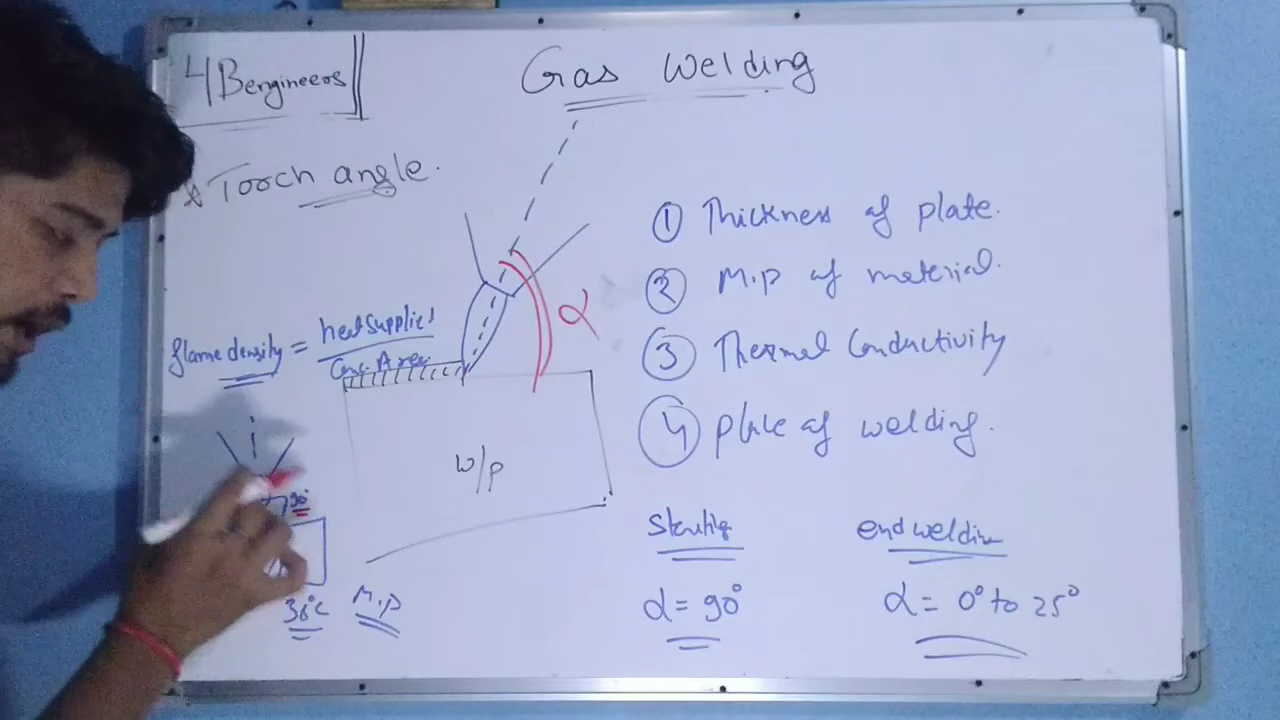 4Bengineers
Gas Welding
* Torch angle.
① Thickness of plate.
② M.p of material.
③ Thermal Conductivity
④ place of welding.
α
flame density = heat supplied
Conc. Area
W/P
90°
30°C M.p
Starting
α = 90°
end welding
α = 0° to 25°